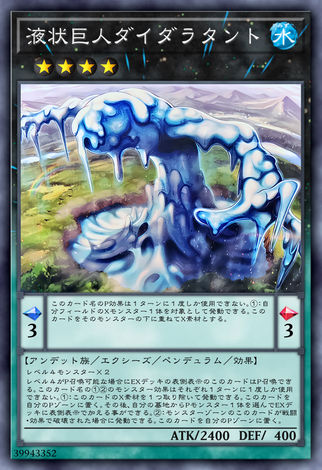 液状巨人ダイダラタント
水
このカード名のP効果は1ターンに1度しか使用できない。①:自
分フィールドのXモンスター1体を対象として発動できる。こ
のカードをそのモンスターの下に重ねてX素材とする。
3
3
【アンデット族/エクシーズ/ペンデュラム/効果】
レベル4モンスター×2
レベル4がP召喚可能な場合にEXデッキの表側表示のこのカードはP召喚でき
る。このカード名の①②のモンスター効果はそれぞれ1ターンに1度しか使用で
きない。①:このカードのX素材を1つ取り除いて発動できる。このカードを
自分のPゾーンに置く。その後、自分の墓地からPモンスター1体を選んでEXデ
ッキに表側表示で加える事ができる。②:モンスターゾーンのこのカードが戦闘
・効果で破壊された場合に発動できる。このカードを自分のPゾーンに置く。
ATK/2400 DEF/ 400
39943352